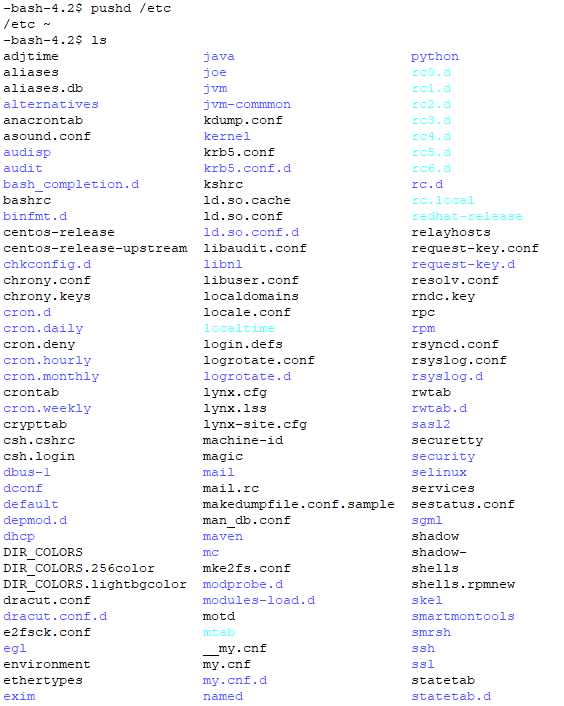 -bash-4.2$ pushd /etc
/etc ~
-bash-4.2$ ls
adjtime java python
aliases joe rc0.d
aliases.db jvm rc1.d
alternatives jvm-commmon rc2.d
anacrontab kdump.conf rc3.d
asound.conf kernel rc4.d
audisp krb5.conf rc5.d
audit krb5.conf.d rc6.d
bash_completion.d kshrc rc.d
bashrc ld.so.cache rc.local
binfmt.d ld.so.conf redhat-release
centos-release ld.so.conf.d relayhosts
centos-release-upstream libaudit.conf request-key.conf
chkconfig.d libnl request-key.d
chrony.conf libuser.conf resolv.conf
chrony.keys localdomains rndc.key
cron.d locale.conf rpc
cron.daily localtime rpm
cron.deny login.defs rsyncd.conf
cron.hourly logrotate.conf rsyslog.conf
cron.monthly logrotate.d rsyslog.d
crontab lynx.cfg rwtab
cron.weekly lynx.lss rwtab.d
crypttab lynx-site.cfg sasl2
csh.cshrc machine-id securetty
csh.login magic security
dbus-1 mail selinux
dconf mail.rc services
default makedumpfile.conf.sample sestatus.conf
depmod.d man_db.conf sgml
dhcp maven shadow
DIR_COLORS mc shadow-
DIR_COLORS.256color mke2fs.conf shells
DIR_COLORS.lightbgcolor modprobe.d shells.rpmnew
dracut.conf modules-load.d skel
dracut.conf.d motd smartmontools
e2fsck.conf mtab smrsh
egl __my.cnf ssh
environment my.cnf ssl
ethertypes my.cnf.d statetab
exim named statetab.d